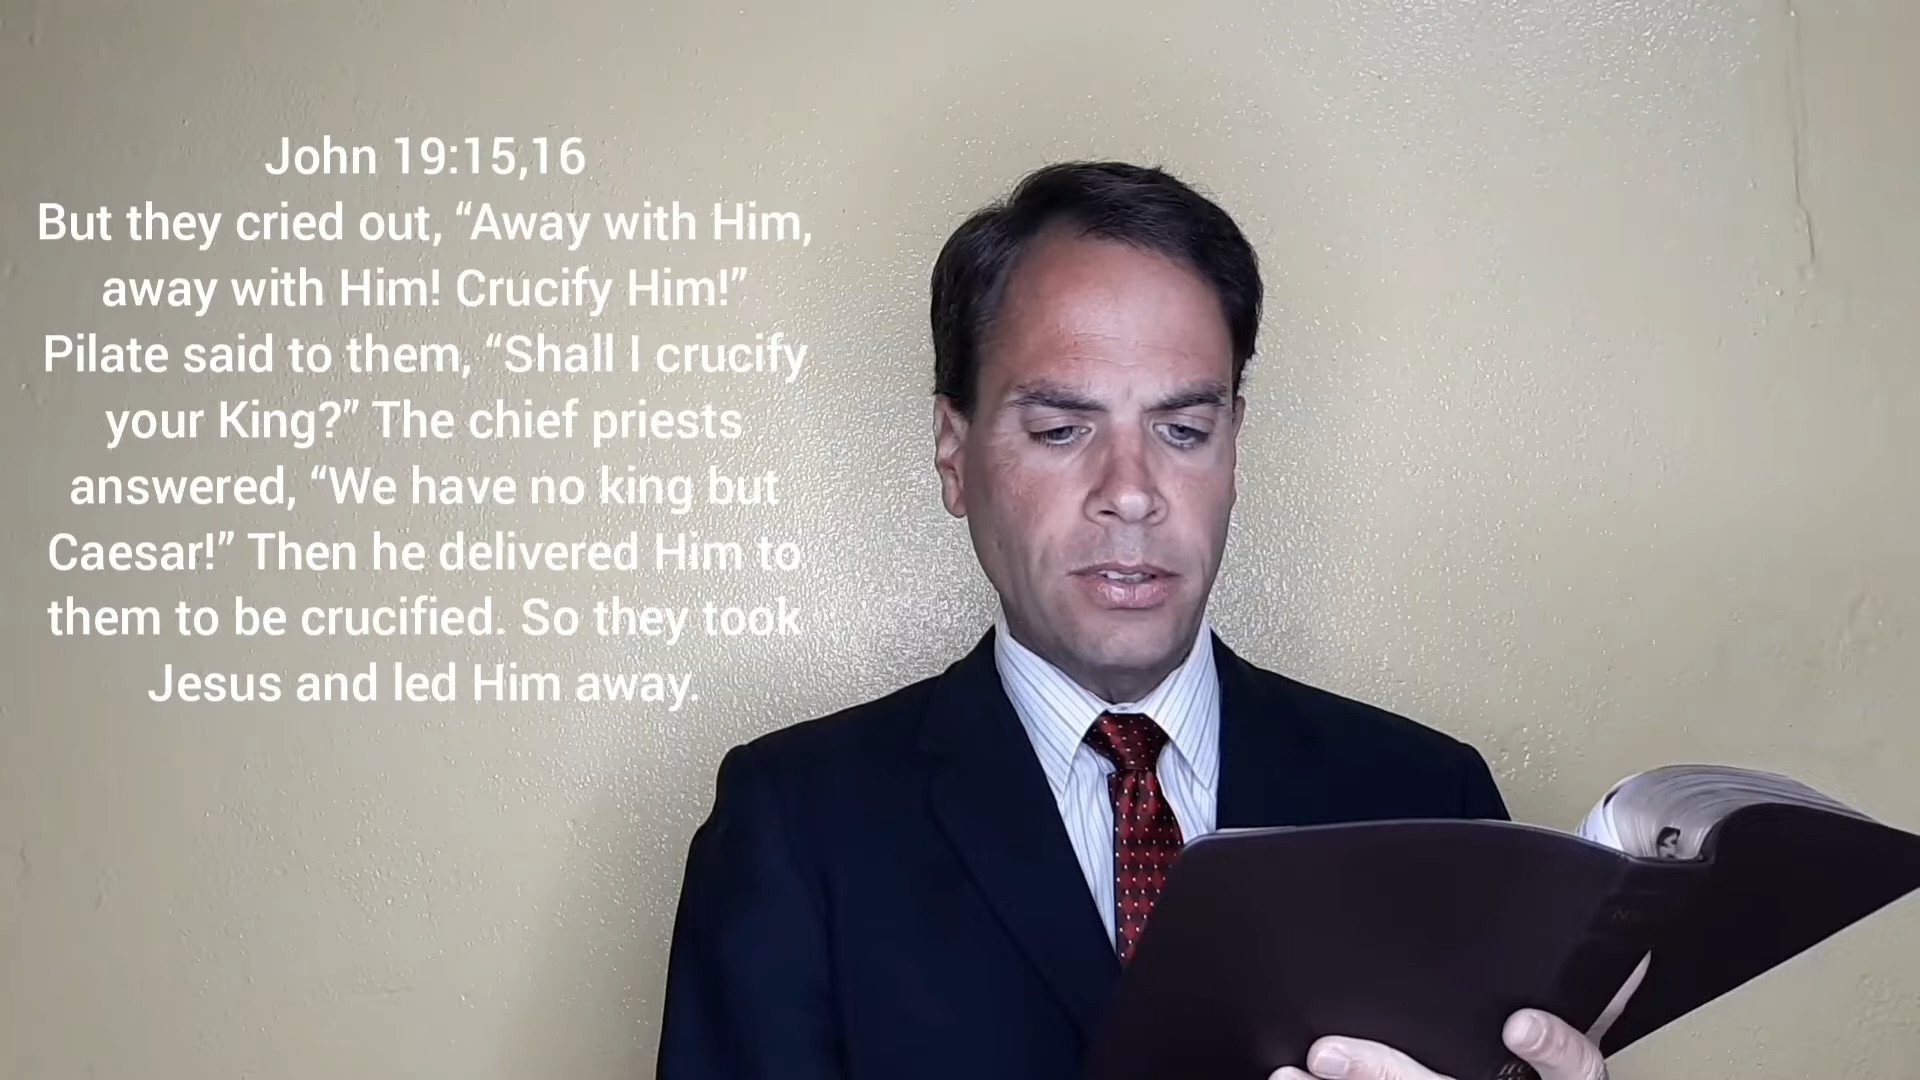 John 19:15,16
But they cried out, “Away with Him,
away with Him! Crucify Him!”
Pilate said to them, “Shall I crucify
your King?” The chief priests
answered, “We have no king but
Caesar!” Then he delivered Him to
them to be crucified. So they took
Jesus and led Him away.